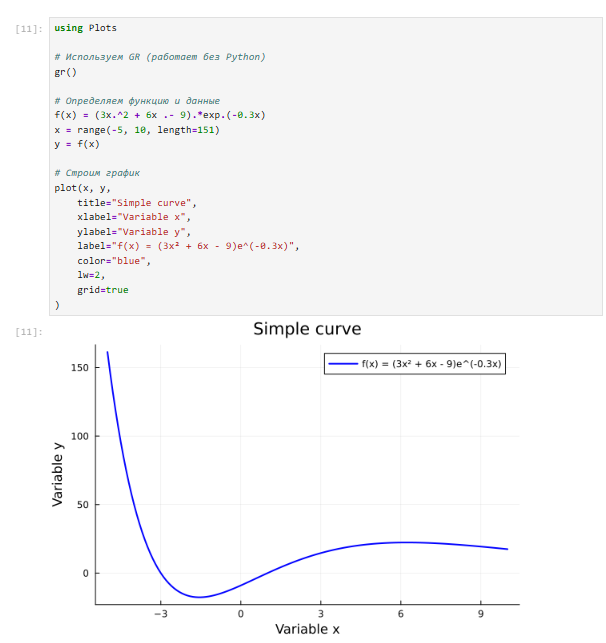 [11]:
using Plots
# Используем GR (работает без Python)
gr()
# Определяем функцию и данные
f(x) = (3x.^2 + 6x .- 9).*exp.(-0.3x)
x = range(-5, 10, length=151)
y = f(x)
# Строим график
plot(x, y,
title="Simple curve",
xlabel="Variable x",
ylabel="Variable y",
label="f(x) = (3x² + 6x - 9)e^(-0.3x)",
color="blue",
lw=2,
grid=true
)
[11]:
Simple curve
f(x) = (3x² + 6x - 9)e^(-0.3x)
150
100
50
0
Variable y
−3
0
3
6
9
Variable x